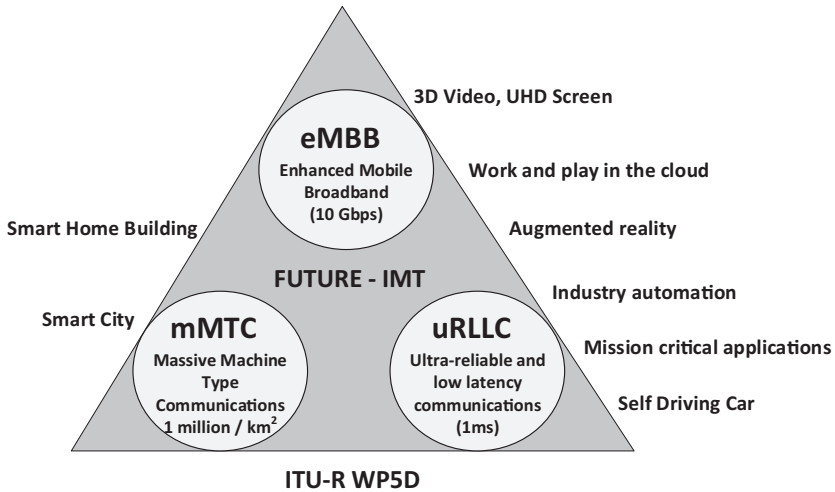 3D Video, UHD Screen
eMBB
Enhanced Mobile
Broadband
(10 Gbps)
Work and play in the cloud
Smart Home Building
Augmented reality
FUTURE - IMT
Industry automation
Smart City
mMTC
Massive Machine
Type
Communications
1 million / km²
uRLLC
Ultra-reliable and
low latency
communications
(1ms)
Mission critical applications
Self Driving Car
ITU-R WP5D